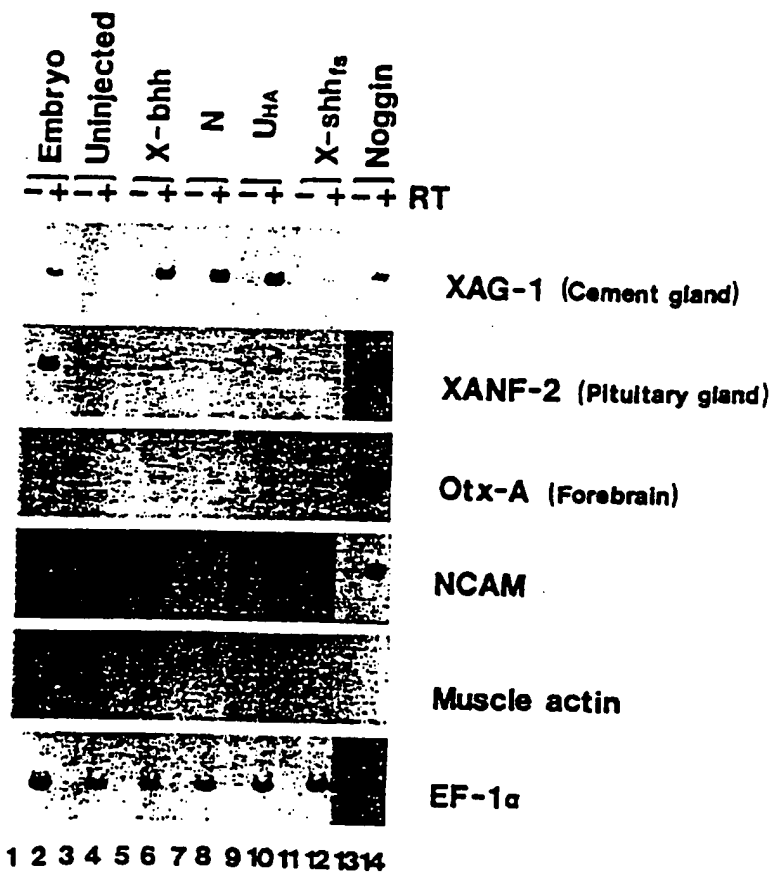 Embryo
Uninjected
X-bhh
N
UHA
X-shhfs
Noggin
- + - + - + - + - + - + - + RT
XAG-1 (Cement gland)
XANF-2 (Pituitary gland)
Otx-A (Forebrain)
NCAM
Muscle actin
EF-1α
1 2 3 4 5 6 7 8 9 10 11 12 13 14